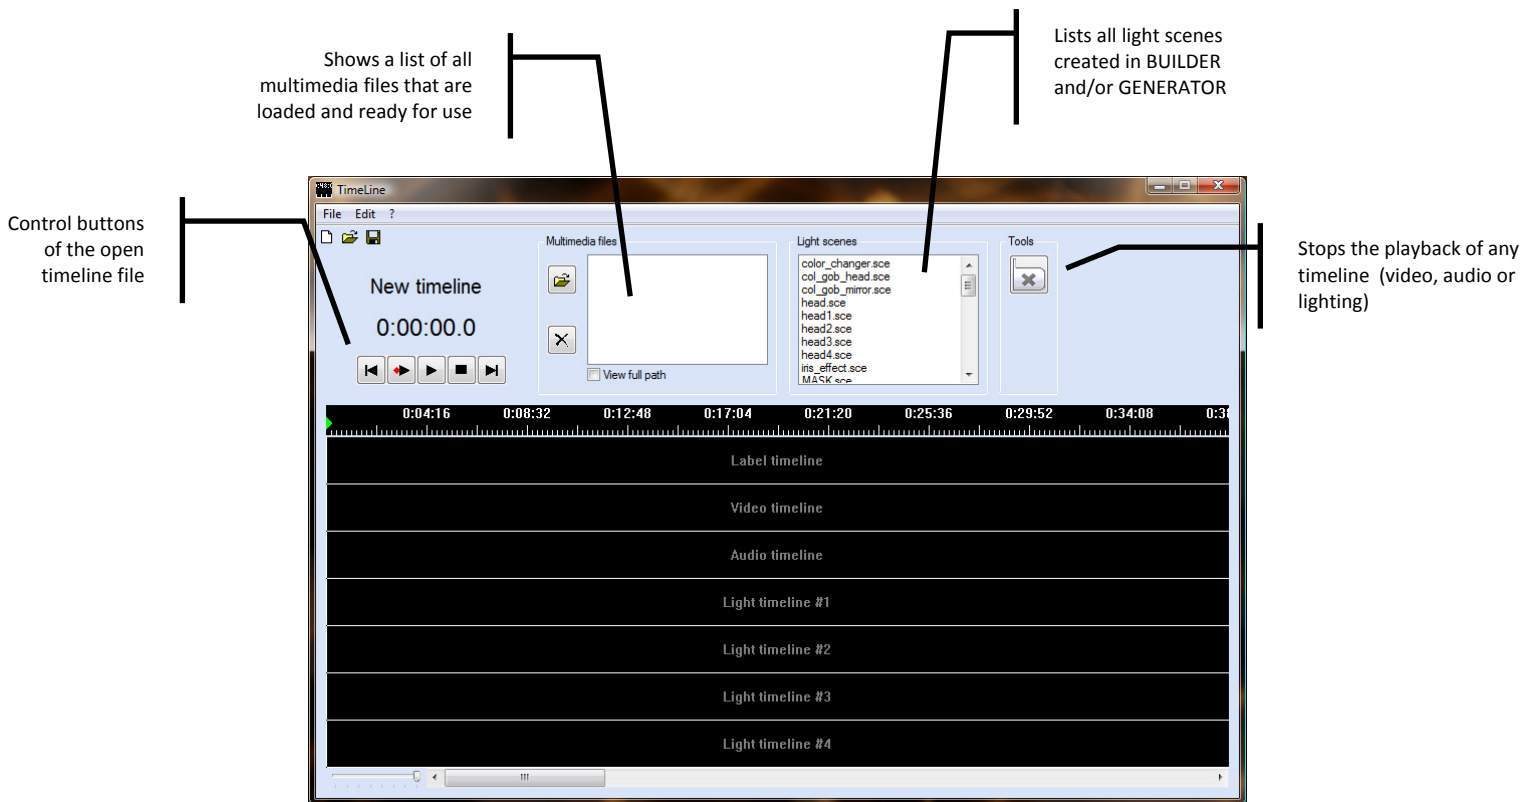 Shows a list of all
multimedia files that are
loaded and ready for use
Lists all light scenes
created in BUILDER
and/or GENERATOR
Control buttons
of the open
timeline file
Stops the playback of any
timeline (video, audio or
lighting)
TimeLine
File Edit ?
New timeline
0:00:00.0
Multimedia files
View full path
Light scenes
color_changer.sce
col_gob_head.sce
col_gob_mirror.sce
head.sce
head1.sce
head2.sce
head3.sce
head4.sce
iris_effect.sce
MASK.sce
Tools
0:04:16 0:08:32 0:12:48 0:17:04 0:21:20 0:25:36 0:29:52 0:34:08 0:3
Label timeline
Video timeline
Audio timeline
Light timeline #1
Light timeline #2
Light timeline #3
Light timeline #4